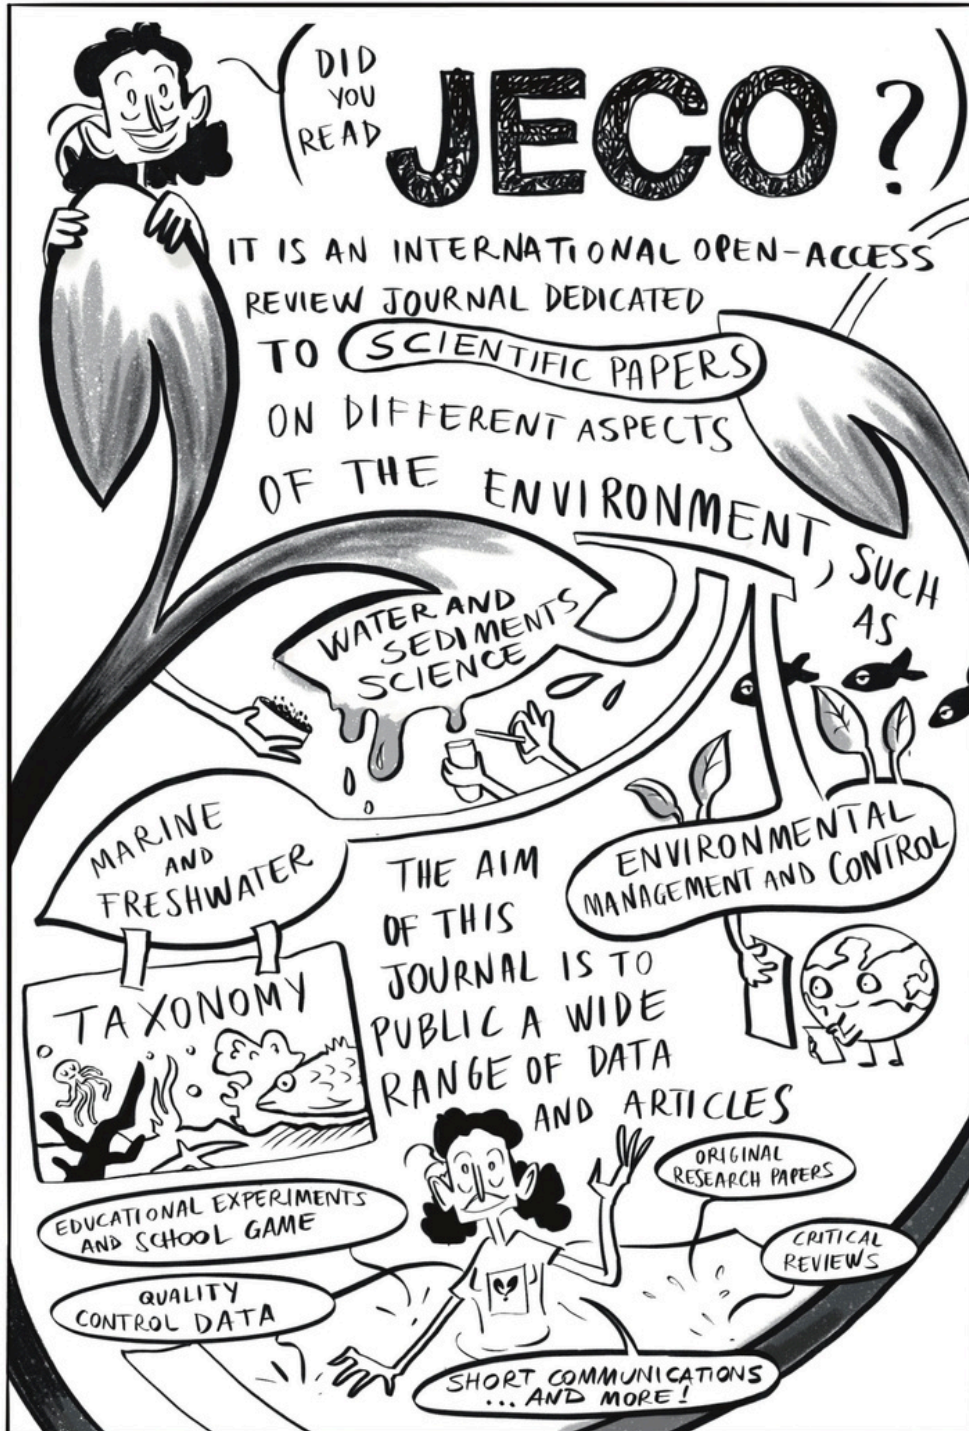 DID
YOU
READ
JECO?
IT IS AN INTERNATIONAL OPEN-ACCESS
REVIEW JOURNAL DEDICATED
TO SCIENTIFIC PAPERS
ON DIFFERENT ASPECTS
OF THE ENVIRONMENT, SUCH
AS
WATER AND
SEDIMENTS
SCIENCE
MARINE
AND
FRESHWATER
ENVIRONMENTAL
MANAGEMENT AND CONTROL
TAXONOMY
THE AIM
OF THIS
JOURNAL IS TO
PUBLIC A WIDE
RANGE OF DATA
AND ARTICLES
ORIGINAL
RESEARCH PAPERS
EDUCATIONAL EXPERIMENTS
AND SCHOOL GAME
CRITICAL
REVIEWS
QUALITY
CONTROL DATA
SHORT COMMUNICATIONS
...AND MORE!